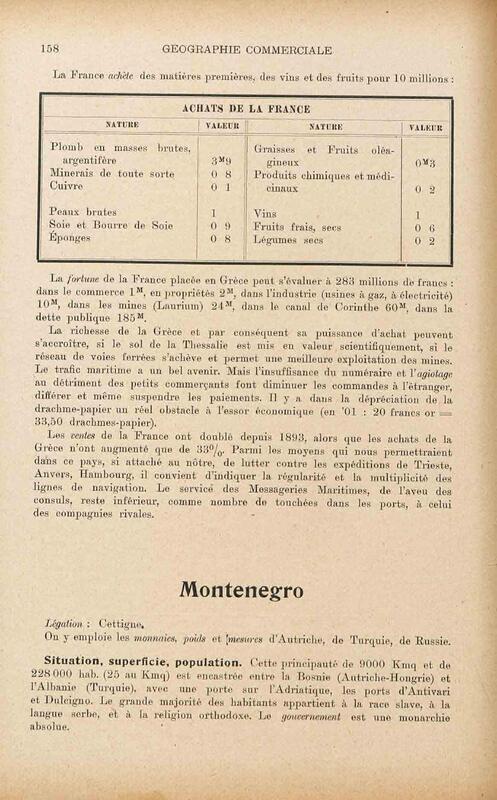 158
GEOGRAPHIE COMMERCIALE
La France achète des matières premières, des vins et des fruits pour 10 millions :
ACHATS DE LA FRANCE
NATURE VALEUR NATURE VALEUR
Plomb en masses brutes,
argentifère 3ᴹ9
Minerais de toute sorte 0 8
Cuivre 0 1
Peaux brutes 1
Soie et Bourre de Soie 0 9
Éponges 0 8
Graisses et Fruits oléa-
gineux 0ᴹ3
Produits chimiques et médi-
cinaux 0 2
Vins 1
Fruits frais, secs 0 6
Légumes secs 0 2
La fortune de la France placée en Grèce peut s'évaluer à 283 millions de francs :
dans le commerce 1ᴹ, en propriétés 2ᴹ, dans l'industrie (usines à gaz, à électricité)
10ᴹ, dans les mines (Laurium) 24ᴹ, dans le canal de Corinthe 60ᴹ, dans la
dette publique 185ᴹ.
La richesse de la Grèce et par conséquent sa puissance d'achat peuvent
s'accroître, si le sol de la Thessalie est mis en valeur scientifiquement, si le
réseau de voies ferrées s'achève et permet une meilleure exploitation des mines.
Le trafic maritime a un bel avenir. Mais l'insuffisance du numéraire et l'agiotage
au détriment des petits commerçants font diminuer les commandes à l'étranger,
différer et même suspendre les paiements. Il y a dans la dépréciation de la
drachme-papier un réel obstacle à l'essor économique (en '01 : 20 francs or =
33,50 drachmes-papier).
Les ventes de la France ont doublé depuis 1893, alors que les achats de la
Grèce n'ont augmenté que de 33%. Parmi les moyens qui nous permettraient
dans ce pays, si attaché au nôtre, de lutter contre les expéditions de Trieste,
Anvers, Hambourg, il convient d'indiquer la régularité et la multiplicité des
lignes de navigation. Le service des Messageries Maritimes, de l'aveu des
consuls, reste inférieur, comme nombre de touchées dans les ports, à celui
des compagnies rivales.
Montenegro
Légation : Cettigne.
On y emploie les monnaies, poids et mesures d'Autriche, de Turquie, de Russie.
Situation, superficie, population. Cette principauté de 9000 Kmq et de
228 000 hab. (25 au Kmq) est encastrée entre la Bosnie (Autriche-Hongrie) et
l'Albanie (Turquie), avec une porte sur l'Adriatique, les ports d'Antivari
et Dulcigno. Le grande majorité des habitants appartient à la race slave, à la
langue serbe, et à la religion orthodoxe. Le gouvernement est une monarchie
absolue.